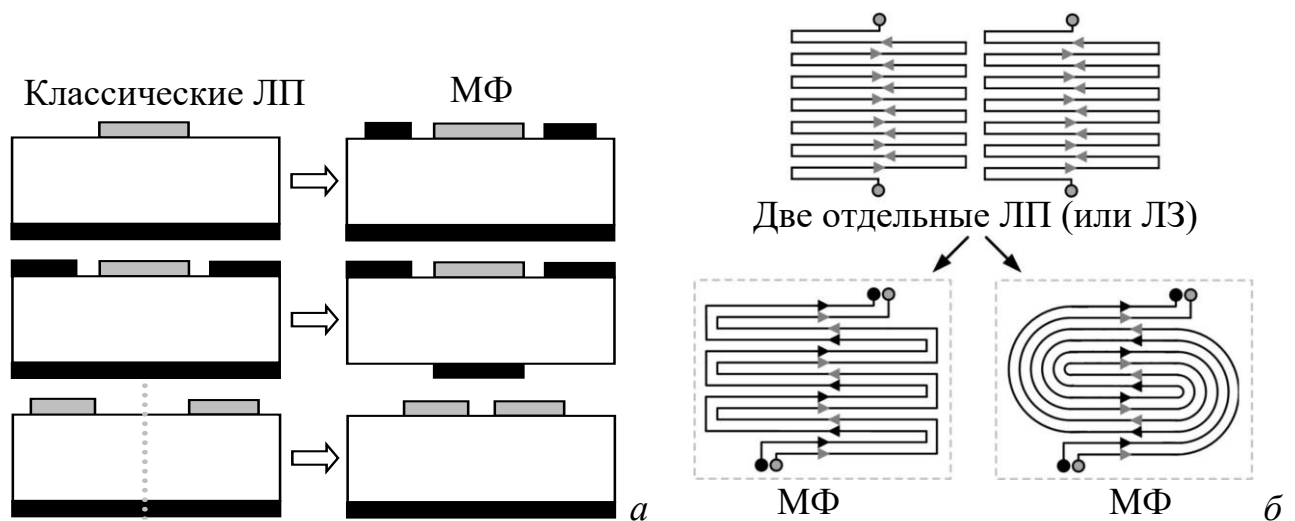 Классические ЛП
МФ
а
Две отдельные ЛП (или ЛЗ)
МФ
МФ
б